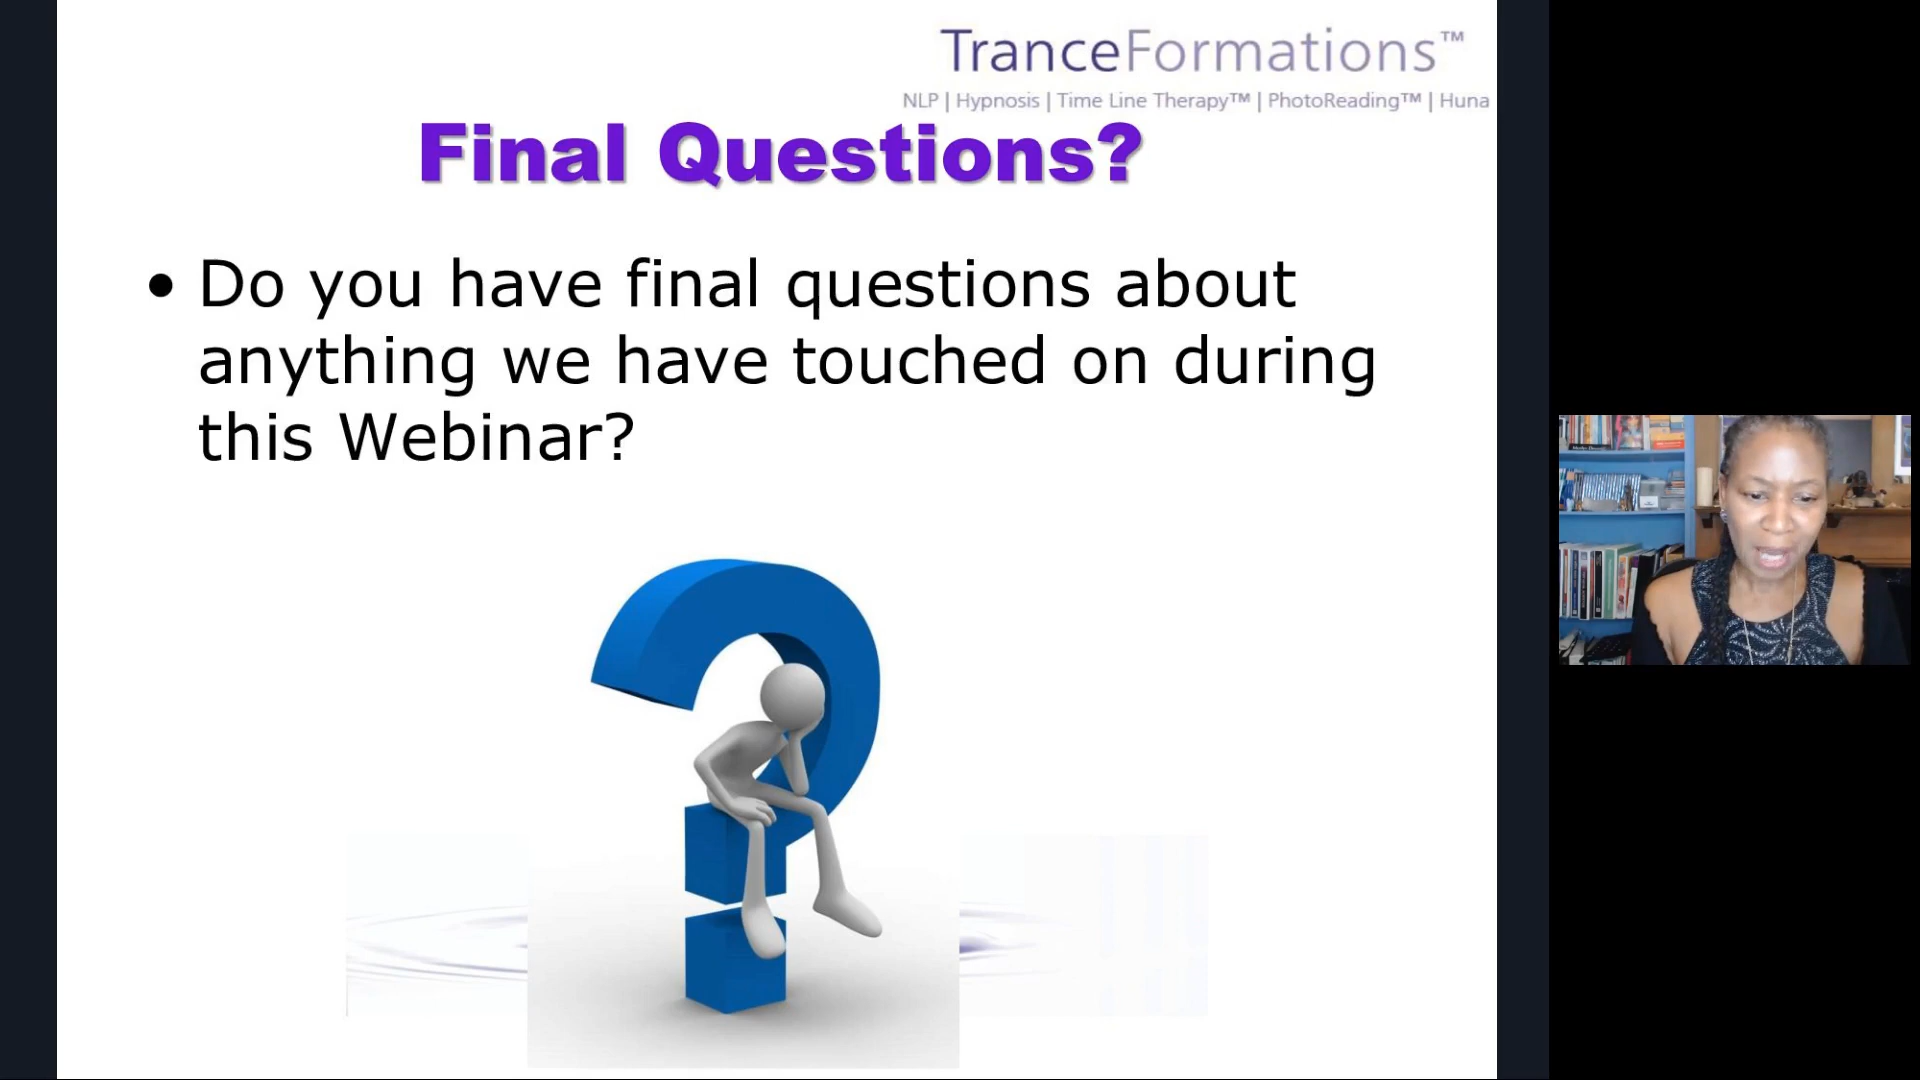 TranceFormations™
NLP | Hypnosis | Time Line Therapy™ | PhotoReading™ | Huna
Final Questions?
• Do you have final questions about
anything we have touched on during
this Webinar?